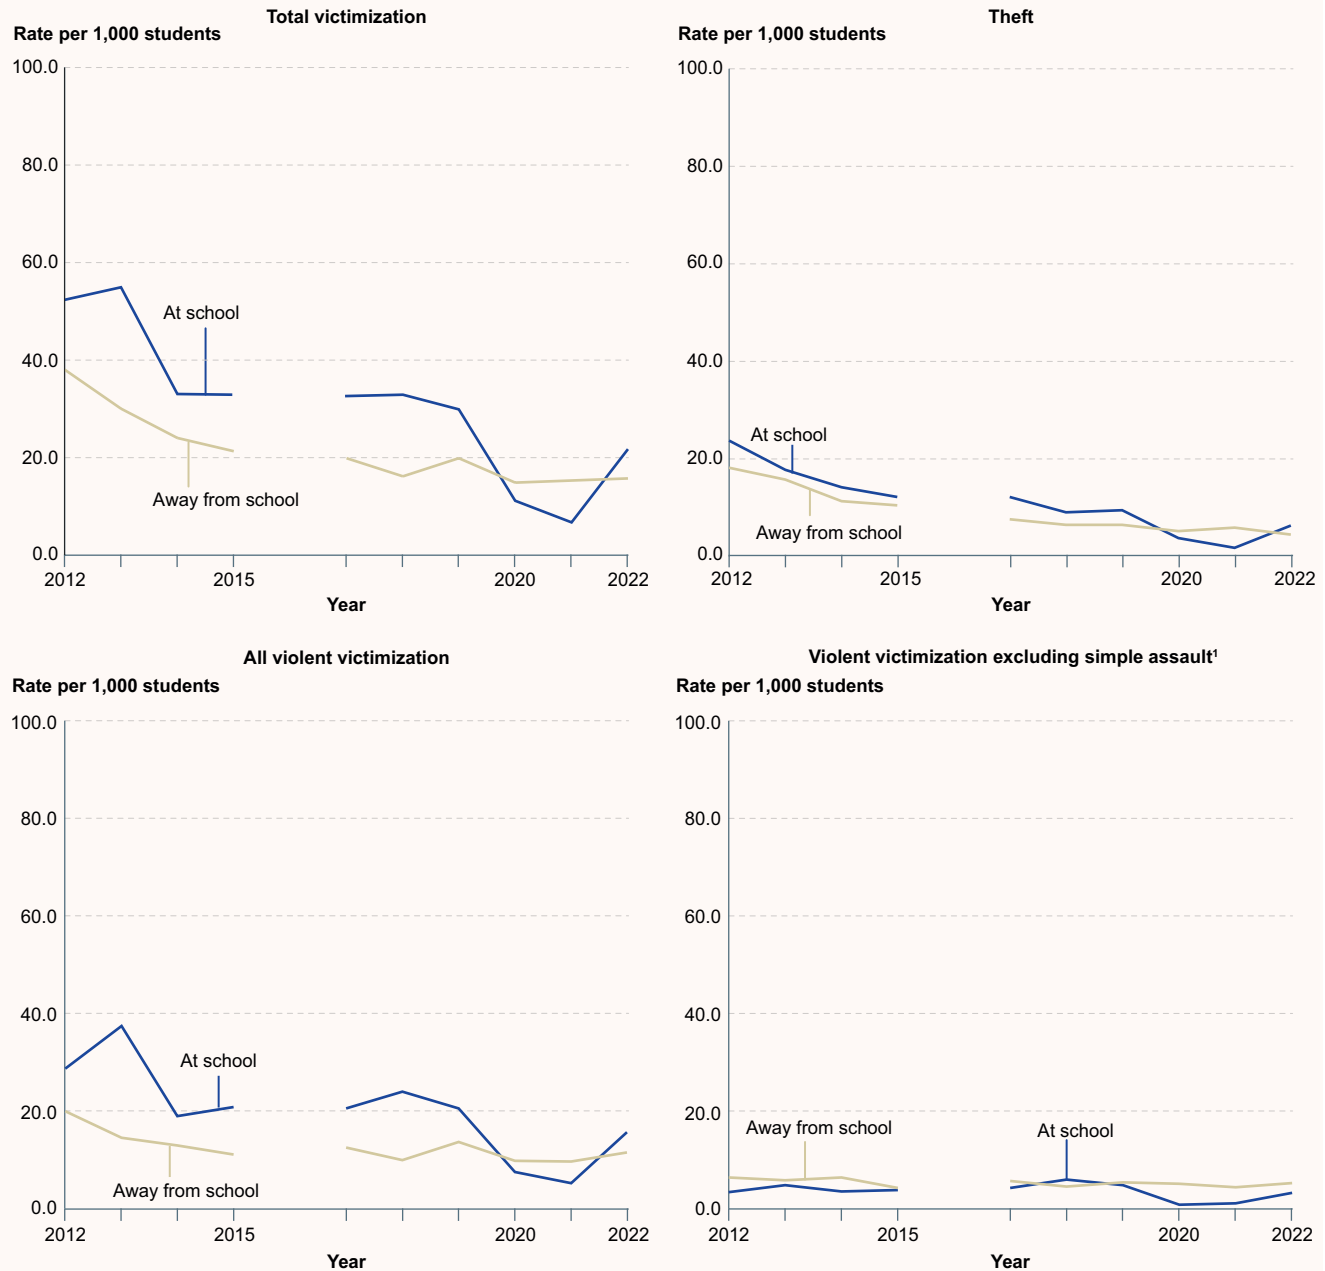 Total victimization
Rate per 1,000 students
100.0
80.0
60.0
40.0
20.0
0.0
At school
Away from school
2012
2015
2020
2022
Year
Theft
Rate per 1,000 students
100.0
80.0
60.0
40.0
20.0
0.0
At school
Away from school
2012
2015
2020
2022
Year
All violent victimization
Rate per 1,000 students
100.0
80.0
60.0
40.0
20.0
0.0
At school
Away from school
2012
2015
2020
2022
Year
Violent victimization excluding simple assault¹
Rate per 1,000 students
100.0
80.0
60.0
40.0
20.0
0.0
Away from school
At school
2012
2015
2020
2022
Year